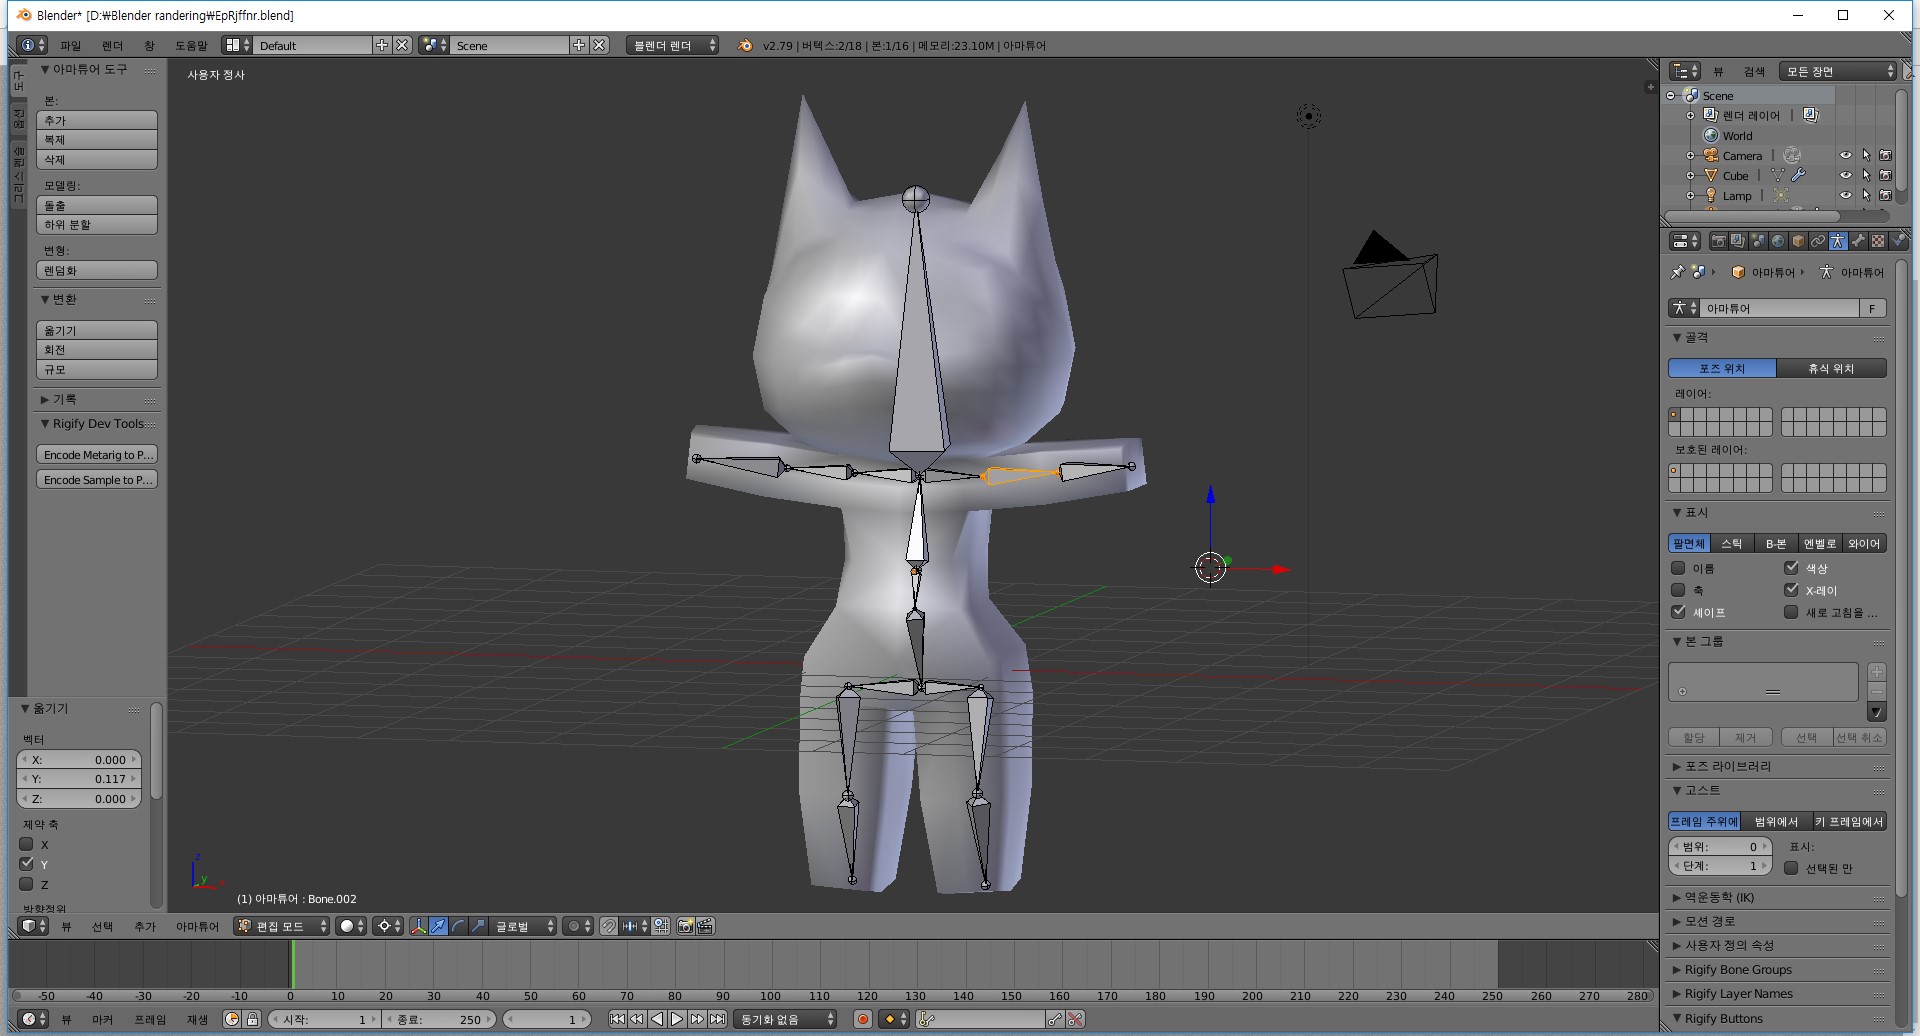 Blender* [D:￦Blender randering￦EpRjffnr.blend]
파일 렌더 창 도움말 Default Scene 블렌더 렌더 v2.79 | 버텍스:2/18 | 본:1/16 | 메모리:23.10M | 아마튜어
도구
옵션
그리스 펜슬
아마튜어 도구
본:
추가
복제
삭제
모델링:
돌출
하위 분할
변형:
렌덤화
변환
옮기기
회전
규모
기록
Rigify Dev Tools
Encode Metarig to P...
Encode Sample to P...
옮기기
벡터
X: 0.000
Y: 0.117
Z: 0.000
제약 축
X
Y
Z
방향정위
사용자 정사
z
y
x
(1) 아마튜어 : Bone.002
뷰 선택 추가 아마튜어 편집 모드 글로벌
-50 -40 -30 -20 -10 0 10 20 30 40 50 60 70 80 90 100 110 120 130 140 150 160 170 180 190 200 210 220 230 240 250 260 270 280
뷰 마커 프레임 재생 시작: 1 종료: 250 1 동기화 없음
뷰 검색 모든 장면
Scene
렌더 레이어 |
World
Camera |
Cube |
Lamp |
아마튜어 아마튜어
아마튜어 F
골격
포즈 위치 휴식 위치
레이어:
보호된 레이어:
표시
팔면체 스틱 B-본 엔벨로 와이어
이름 색상
축 X-레이
셰이프 새로 고침을 ...
본 그룹
할당 제거 선택 선택 취소
포즈 라이브러리
고스트
프레임 주위에 범위에서 키 프레임에서
범위: 0 표시:
단계: 1 선택된 만
역운동학 (IK)
모션 경로
사용자 정의 속성
Rigify Bone Groups
Rigify Layer Names
Rigify Buttons